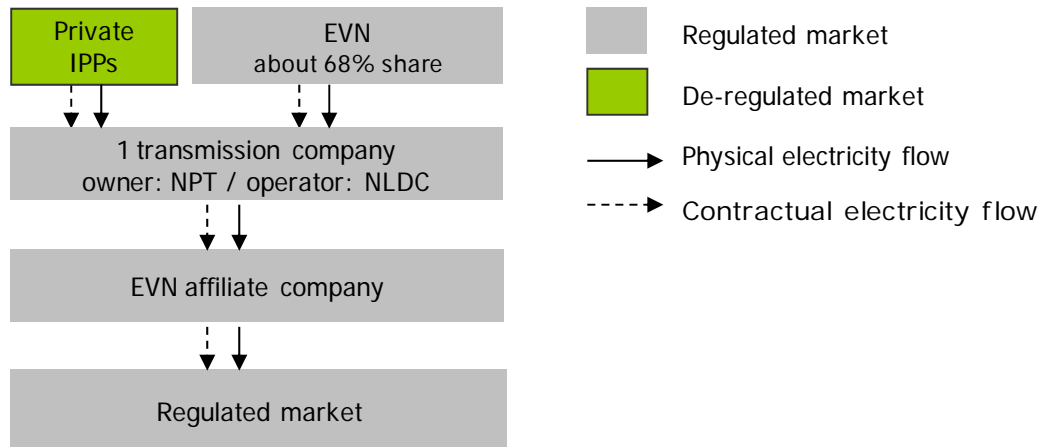 Private
IPPs
EVN
about 68% share
1 transmission company
owner: NPT / operator: NLDC
EVN affiliate company
Regulated market
Regulated market
De-regulated market
Physical electricity flow
Contractual electricity flow